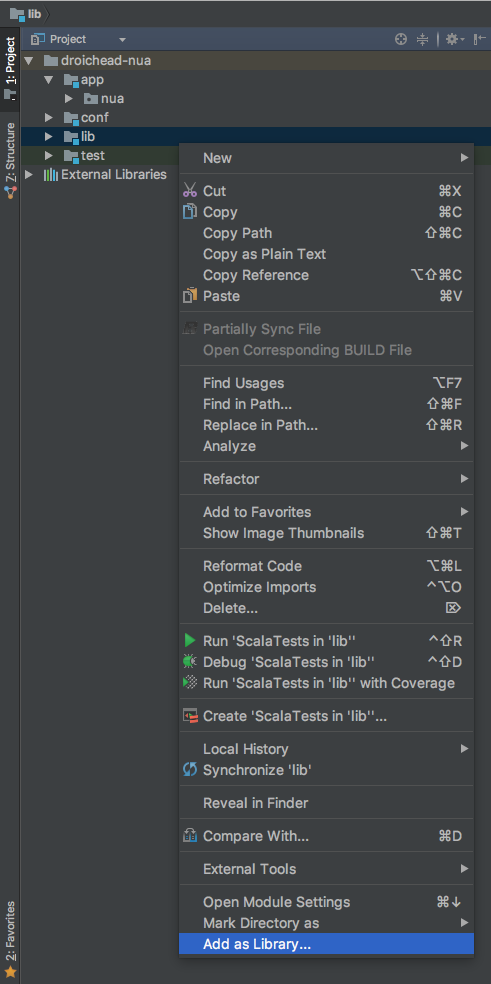 lib
Project
1: Project
droichead-nua
app
nua
conf
lib
test
External Libraries
7: Structure
2: Favorites
New
Cut ⌘X
Copy ⌘C
Copy Path ⇧⌘C
Copy as Plain Text
Copy Reference ⌥⇧⌘C
Paste ⌘V
Partially Sync File
Open Corresponding BUILD File
Find Usages ⌥F7
Find in Path... ⇧⌘F
Replace in Path... ⇧⌘R
Analyze
Refactor
Add to Favorites
Show Image Thumbnails ⇧⌘T
Reformat Code ⌥⌘L
Optimize Imports ^⌥O
Delete... ⌦
Run 'ScalaTests in 'lib'' ^⇧R
Debug 'ScalaTests in 'lib'' ^⇧D
Run 'ScalaTests in 'lib'' with Coverage
Create 'ScalaTests in 'lib''...
Local History
Synchronize 'lib'
Reveal in Finder
Compare With... ⌘D
External Tools
Open Module Settings ⌘↓
Mark Directory as
Add as Library...